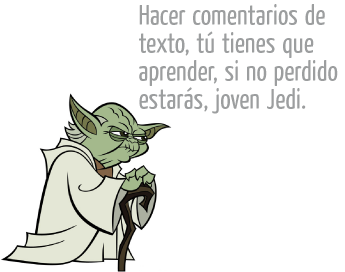 Hacer comentarios de
texto, tú tienes que
aprender, si no perdido
estarás, joven Jedi.